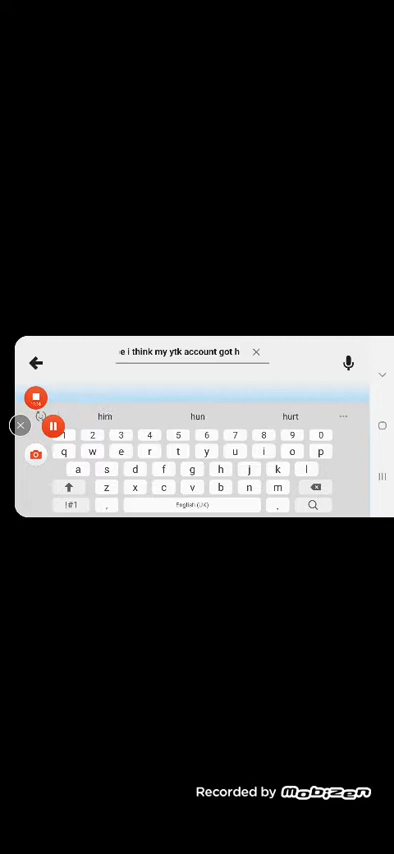 e i think my ytk account got h
him hun hurt ...
1 2 3 4 5 6 7 8 9 0
q w e r t y u i o p
a s d f g h j k l
z x c v b n m
!#1 , English (UK) .
Recorded by Mobizen